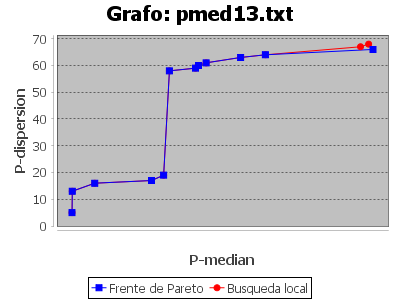 Grafo: pmed13.txt
70
60
50
40
30
20
10
0
P-dispersion
P-median
Frente de Pareto
Busqueda local